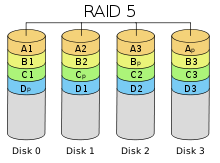 RAID 5
A1 A2 A3 Ap
B1 B2 Bp B3
C1 Cp C2 C3
Dp D1 D2 D3
Disk 0 Disk 1 Disk 2 Disk 3